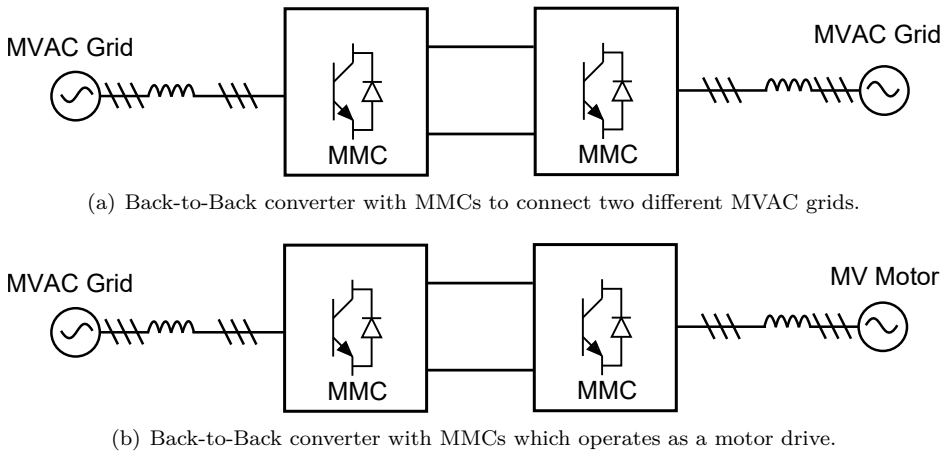 MVAC Grid
MVAC Grid
MMC
MMC
(a) Back-to-Back converter with MMCs to connect two different MVAC grids.
MVAC Grid
MV Motor
MMC
MMC
(b) Back-to-Back converter with MMCs which operates as a motor drive.